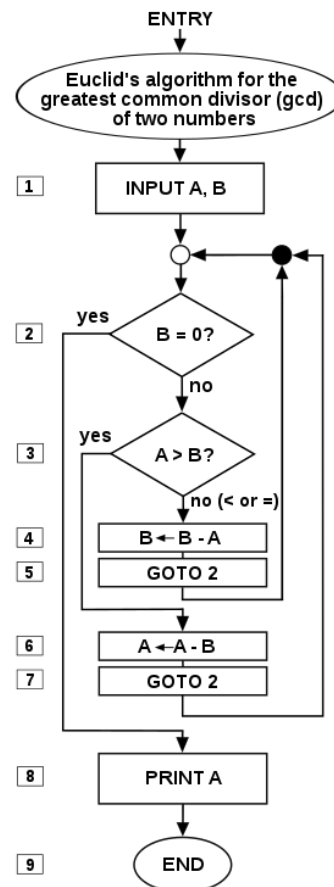 ENTRY
Euclid's algorithm for the
greatest common divisor (gcd)
of two numbers
1
INPUT A, B
2
yes
B = 0?
no
3
yes
A > B?
no (< or =)
4
B ← B - A
5
GOTO 2
6
A ← A - B
7
GOTO 2
8
PRINT A
9
END